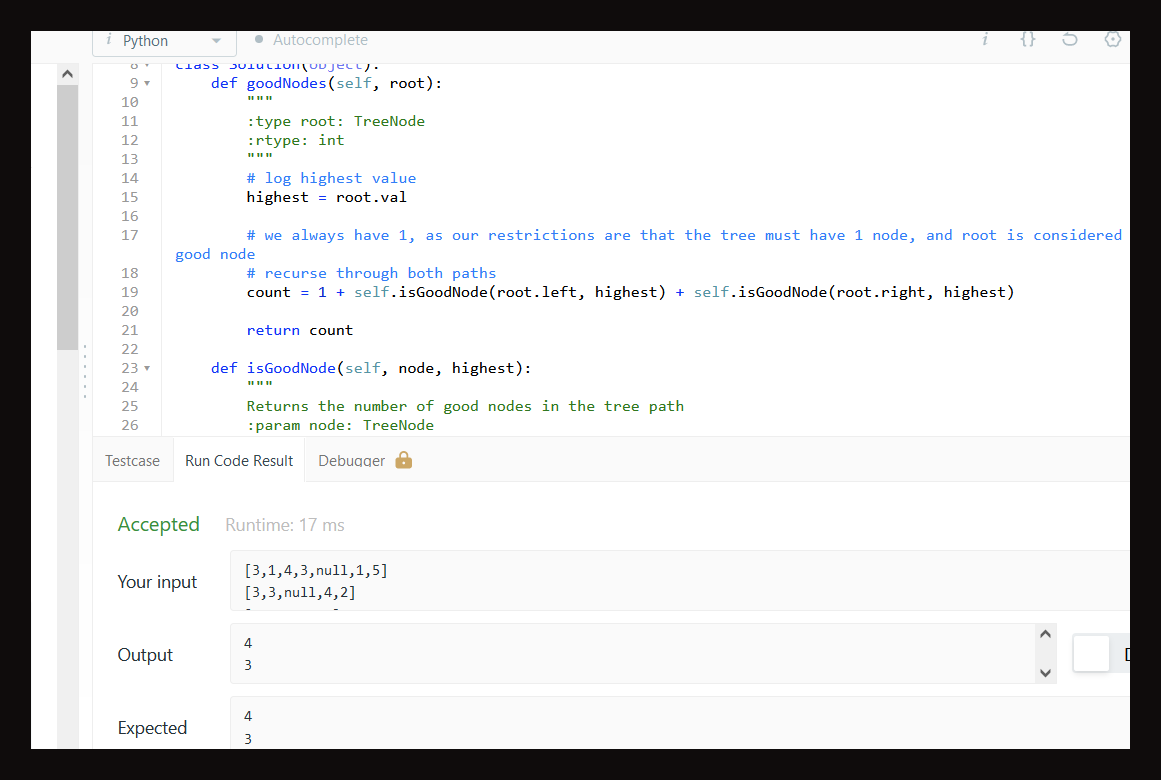 i Python Autocomplete i {}
8 class Solution(object):
9 def goodNodes(self, root):
10 """
11 :type root: TreeNode
12 :rtype: int
13 """
14 # log highest value
15 highest = root.val
16
17 # we always have 1, as our restrictions are that the tree must have 1 node, and root is considered
good node
18 # recurse through both paths
19 count = 1 + self.isGoodNode(root.left, highest) + self.isGoodNode(root.right, highest)
20
21 return count
22
23 def isGoodNode(self, node, highest):
24 """
25 Returns the number of good nodes in the tree path
26 :param node: TreeNode
Testcase Run Code Result Debugger
Accepted Runtime: 17 ms
Your input
[3,1,4,3,null,1,5]
[3,3,null,4,2]
Output
4
3
Expected
4
3